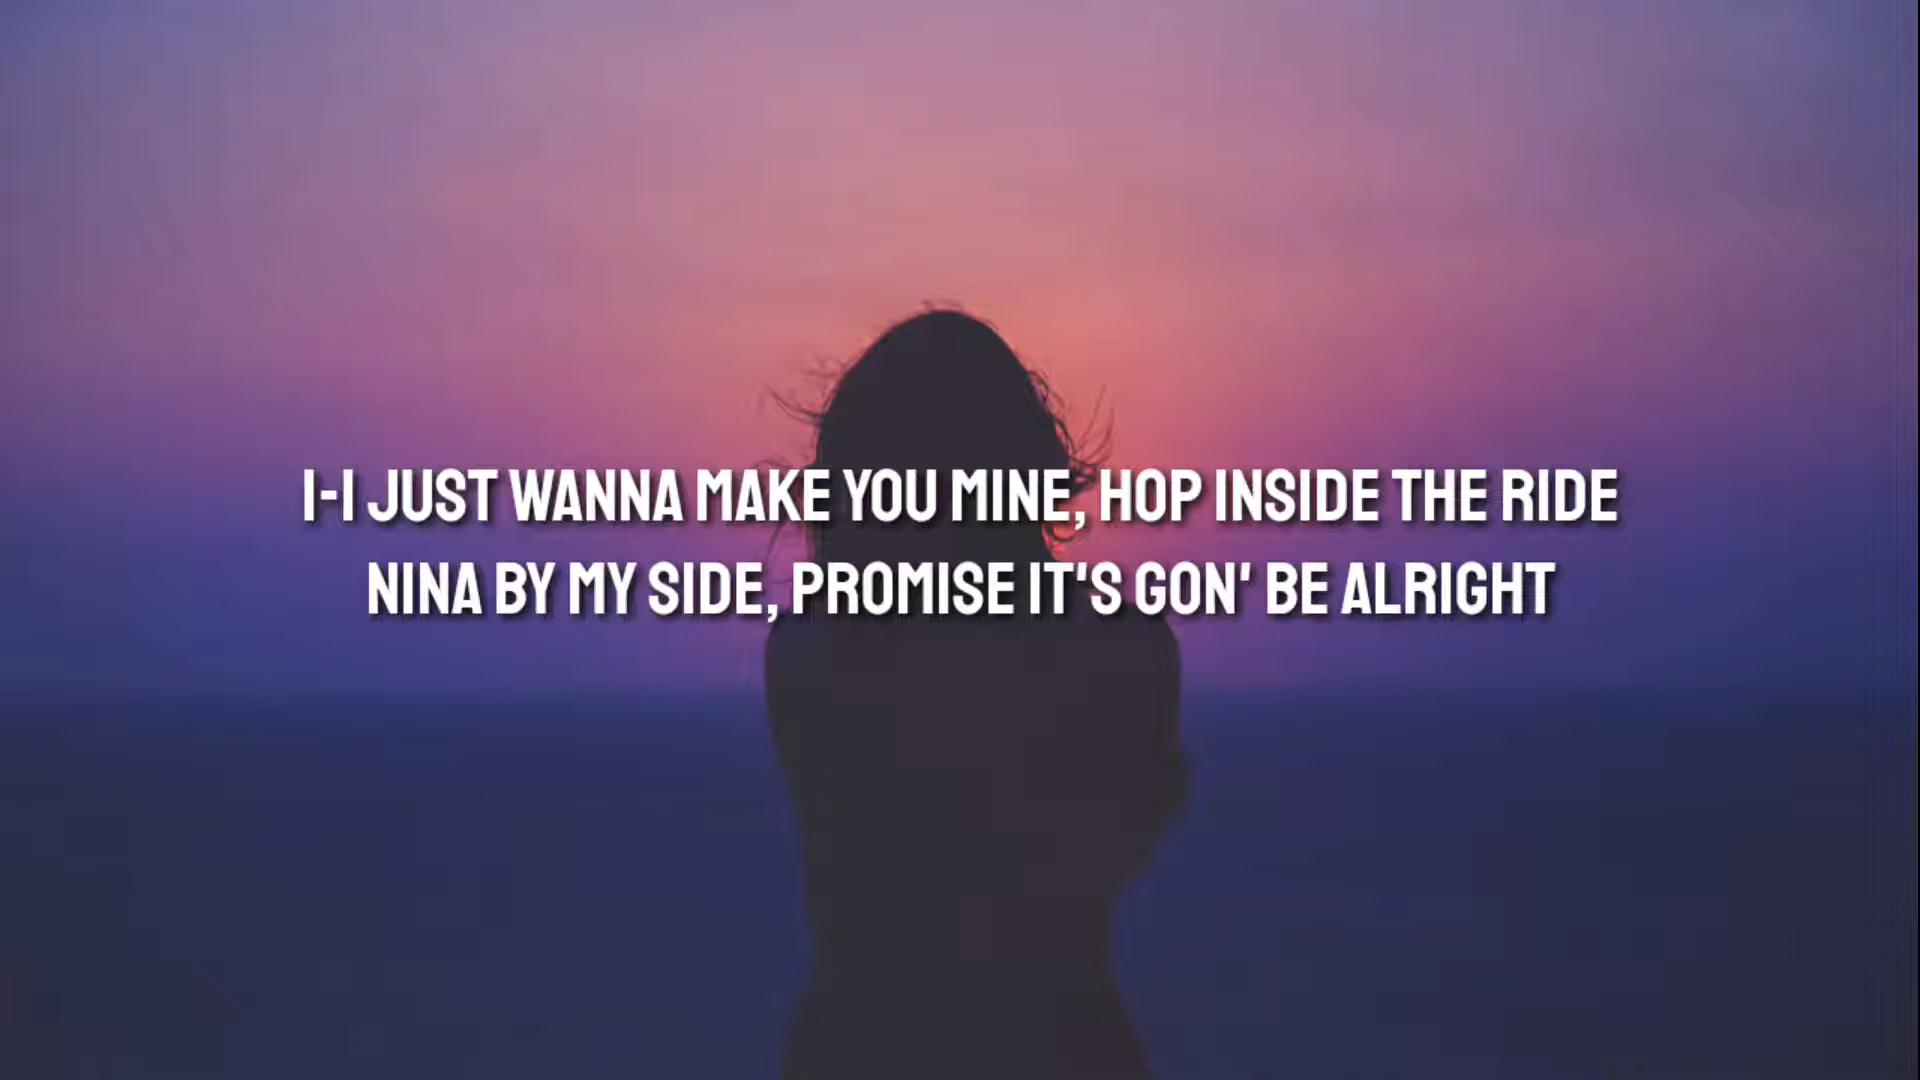 I-I JUST WANNA MAKE YOU MINE, HOP INSIDE THE RIDE
NINA BY MY SIDE, PROMISE IT'S GON' BE ALRIGHT